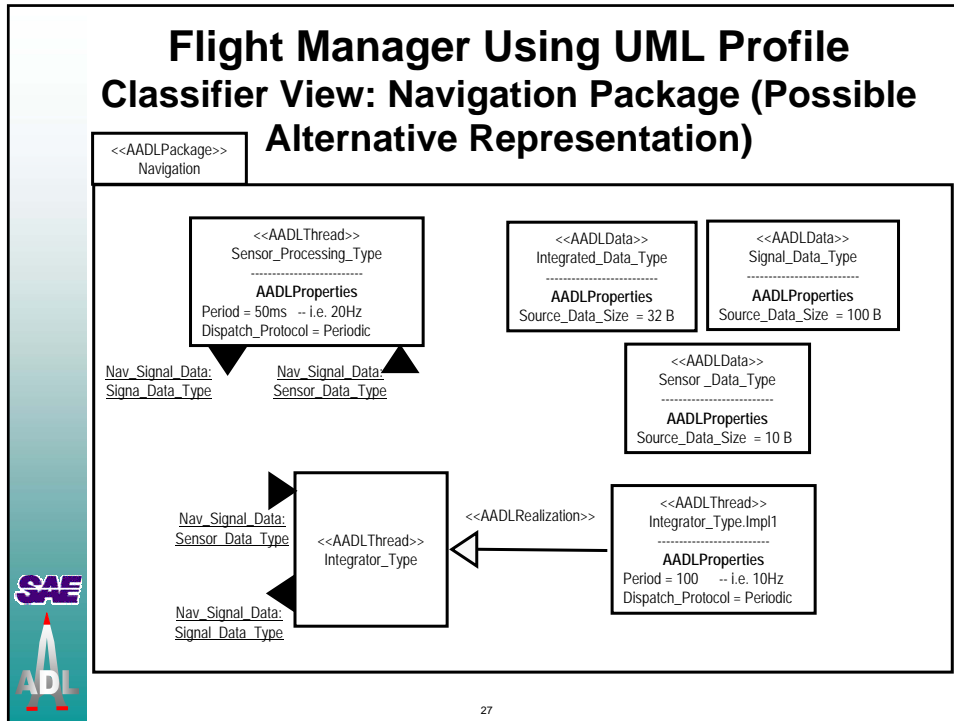 Flight Manager Using UML Profile
Classifier View: Navigation Package (Possible
Alternative Representation)
<<AADLPackage>>
Navigation
<<AADLThread>>
Sensor_Processing_Type
--------------------------
AADLProperties
Period = 50ms -- i.e. 20Hz
Dispatch_Protocol = Periodic
Nav_Signal_Data:
Signa_Data_Type
Nav_Signal_Data:
Sensor_Data_Type
<<AADLData>>
Integrated_Data_Type
--------------------------
AADLProperties
Source_Data_Size = 32 B
<<AADLData>>
Signal_Data_Type
--------------------------
AADLProperties
Source_Data_Size = 100 B
<<AADLData>>
Sensor _Data_Type
--------------------------
AADLProperties
Source_Data_Size = 10 B
Nav_Signal_Data:
Sensor_Data_Type
Nav_Signal_Data:
Signal_Data_Type
<<AADLThread>>
Integrator_Type
<<AADLRealization>>
<<AADLThread>>
Integrator_Type.Impl1
--------------------------
AADLProperties
Period = 100 -- i.e. 10Hz
Dispatch_Protocol = Periodic
SAE
ADL
27